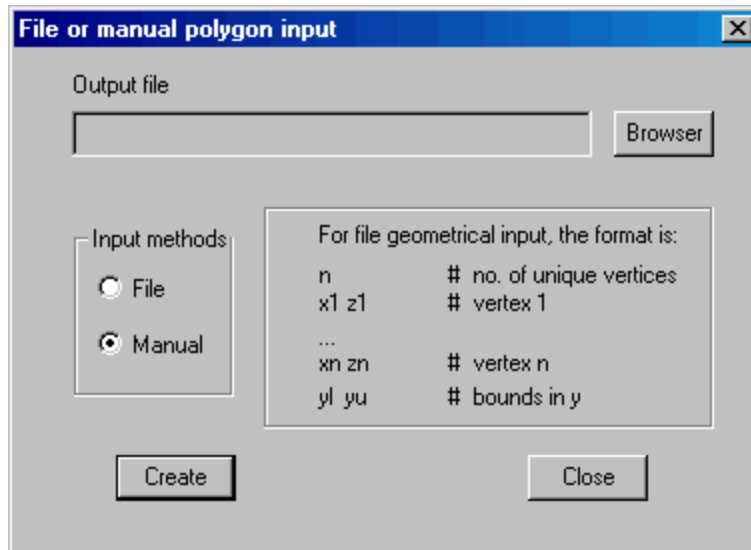 File or manual polygon input
Output file
Browser
Input methods
File
Manual
For file geometrical input, the format is:
n # no. of unique vertices
x1 z1 # vertex 1
...
xn zn # vertex n
yl yu # bounds in y
Create
Close